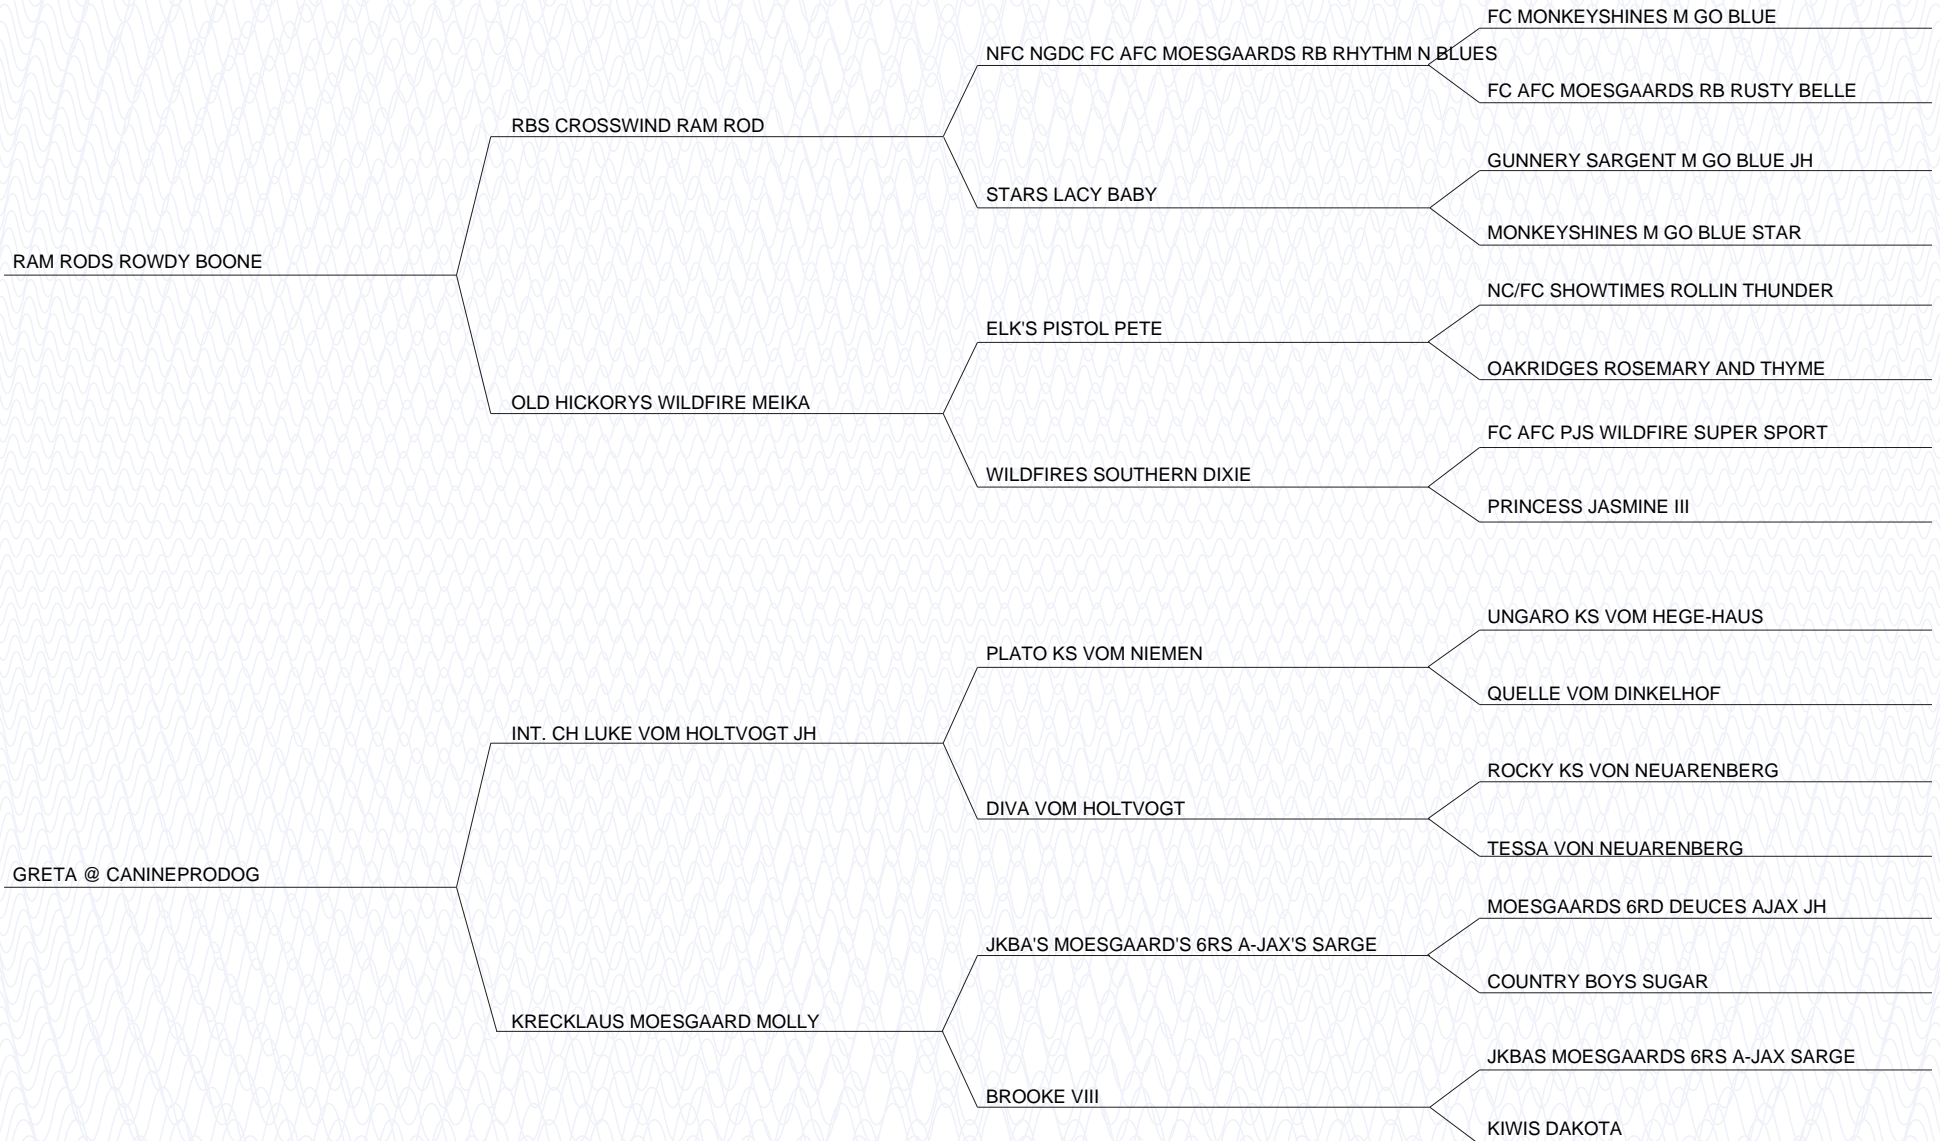 FC MONKEYSHINES M GO BLUE
NFC NGDC FC AFC MOESGAARDS RB RHYTHM N BLUES
FC AFC MOESGAARDS RB RUSTY BELLE
RBS CROSSWIND RAM ROD
GUNNERY SARGENT M GO BLUE JH
STARS LACY BABY
MONKEYSHINES M GO BLUE STAR
RAM RODS ROWDY BOONE
NC/FC SHOWTIMES ROLLIN THUNDER
ELK'S PISTOL PETE
OAKRIDGES ROSEMARY AND THYME
OLD HICKORYS WILDFIRE MEIKA
FC AFC PJS WILDFIRE SUPER SPORT
WILDFIRES SOUTHERN DIXIE
PRINCESS JASMINE III
UNGARO KS VOM HEGE-HAUS
PLATO KS VOM NIEMEN
QUELLE VOM DINKELHOF
INT. CH LUKE VOM HOLTVOGT JH
ROCKY KS VON NEUARENBERG
DIVA VOM HOLTVOGT
TESSA VON NEUARENBERG
GRETA @ CANINEPRODOG
MOESGAARDS 6RD DEUCES AJAX JH
JKBA'S MOESGAARD'S 6RS A-JAX'S SARGE
COUNTRY BOYS SUGAR
KRECKLAUS MOESGAARD MOLLY
JKBAS MOESGAARDS 6RS A-JAX SARGE
BROOKE VIII
KIWIS DAKOTA